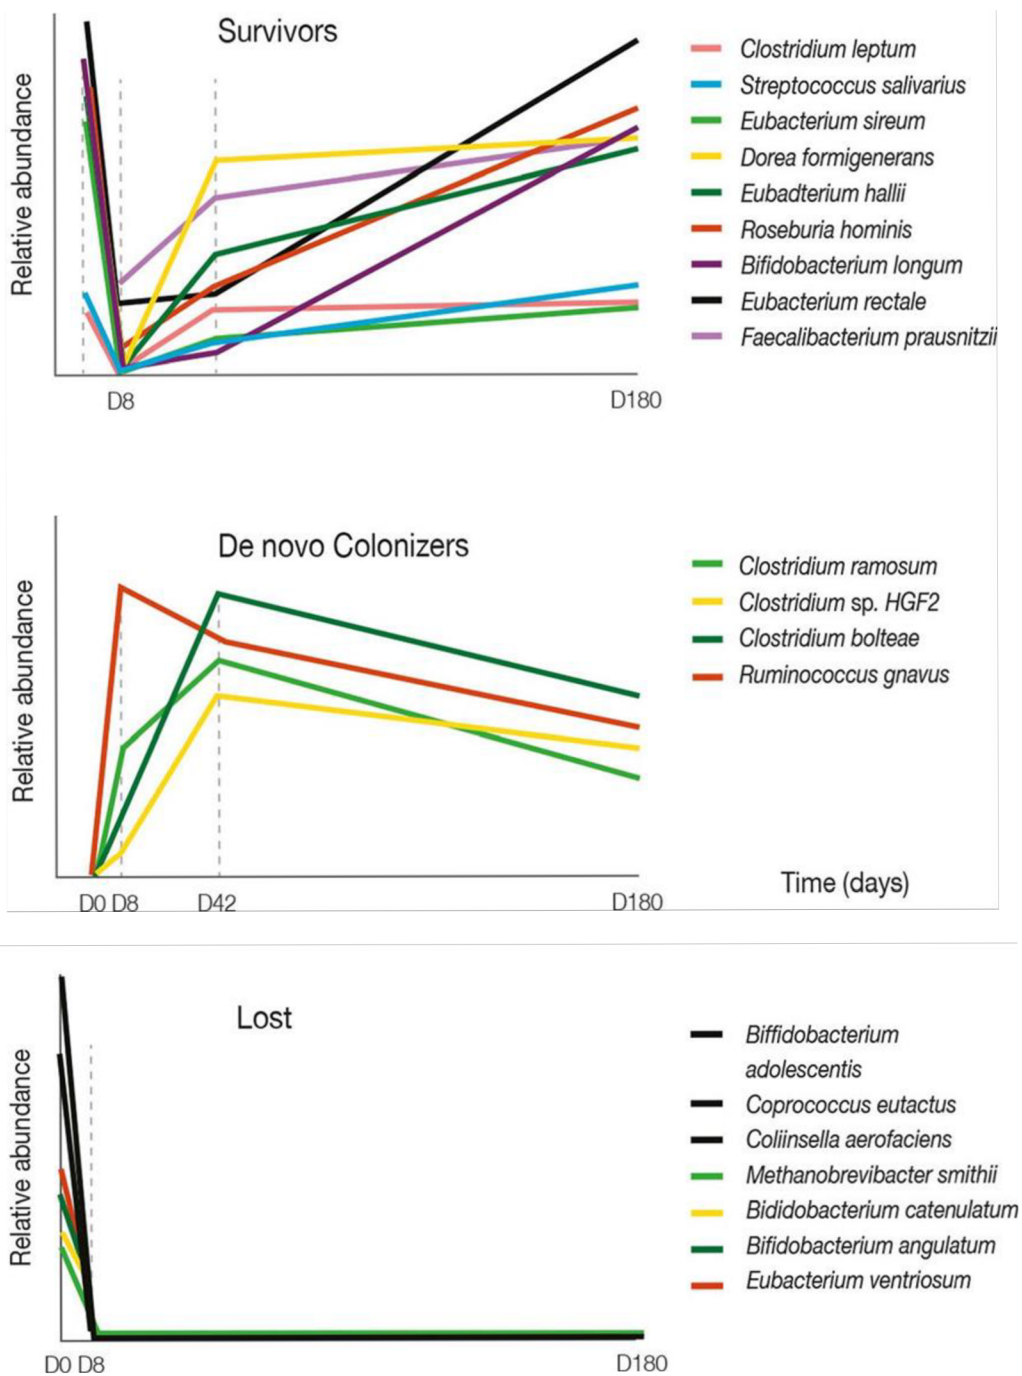 Survivors
Relative abundance
D8
D180
Clostridium leptum
Streptococcus salivarius
Eubacterium sireum
Dorea formigenerans
Eubadterium hallii
Roseburia hominis
Bifidobacterium longum
Eubacterium rectale
Faecalibacterium prausnitzii
De novo Colonizers
Relative abundance
D0 D8
D42
D180
Clostridium ramosum
Clostridium sp. HGF2
Clostridium bolteae
Ruminococcus gnavus
Time (days)
Lost
Relative abundance
D0 D8
D180
Biffidobacterium
adolescentis
Coprococcus eutactus
Coliinsella aerofaciens
Methanobrevibacter smithii
Bididobacterium catenulatum
Bifidobacterium angulatum
Eubacterium ventriosum